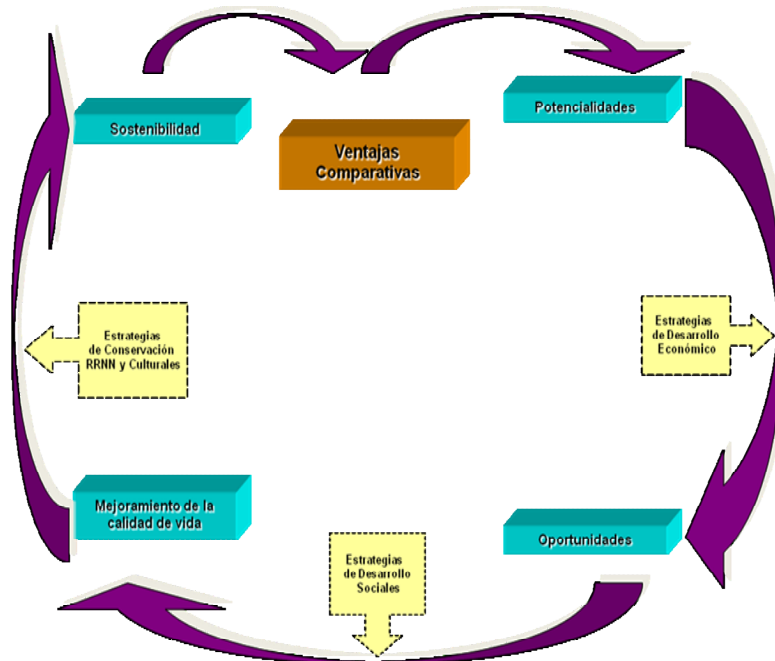 Potencialidades
Sostenibilidad
Ventajas
Comparativas
Estrategias
de Conservación
RRNN y Culturales
Estrategias
de Desarrollo
Económico
Mejoramiento de la
calidad de vida
Oportunidades
Estrategias
de Desarrollo
Sociales